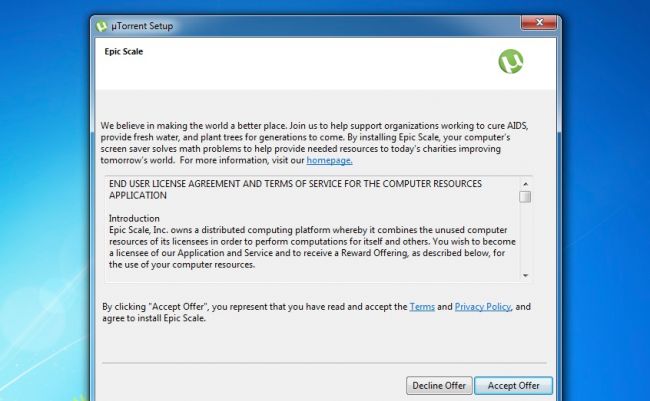 µTorrent Setup
Epic Scale
We believe in making the world a better place. Join us to help support organizations working to cure AIDS,
provide fresh water, and plant trees for generations to come. By installing Epic Scale, your computer's
screen saver solves math problems to help provide needed resources to today's charities improving
tomorrow's world. For more information, visit our homepage.
END USER LICENSE AGREEMENT AND TERMS OF SERVICE FOR THE COMPUTER RESOURCES
APPLICATION
Introduction
Epic Scale, Inc. owns a distributed computing platform whereby it combines the unused computer
resources of its licensees in order to perform computations for itself and others. You wish to become
a licensee of our Application and Service and to receive a Reward Offering, as described below, for
the use of your computer resources.
By clicking "Accept Offer", you represent that you have read and accept the Terms and Privacy Policy, and
agree to install Epic Scale.
Decline Offer
Accept Offer